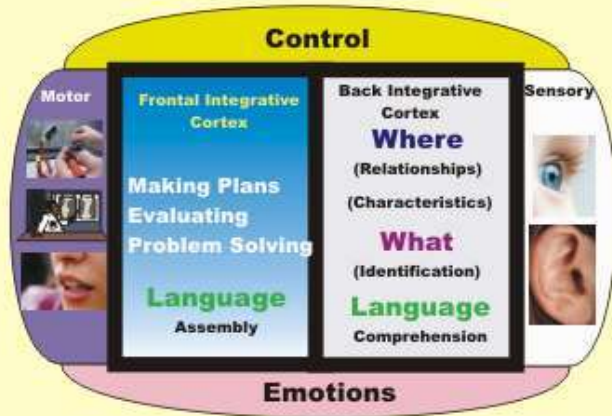 Control
Motor
Frontal Integrative
Cortex
Making Plans
Evaluating
Problem Solving
Language
Assembly
Back Integrative
Cortex
Where
(Relationships)
(Characteristics)
What
(Identification)
Language
Comprehension
Sensory
Emotions